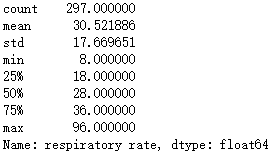 count    297.000000
mean      30.521886
std       17.669651
min        8.000000
25%       18.000000
50%       28.000000
75%       36.000000
max       96.000000
Name: respiratory rate, dtype: float64